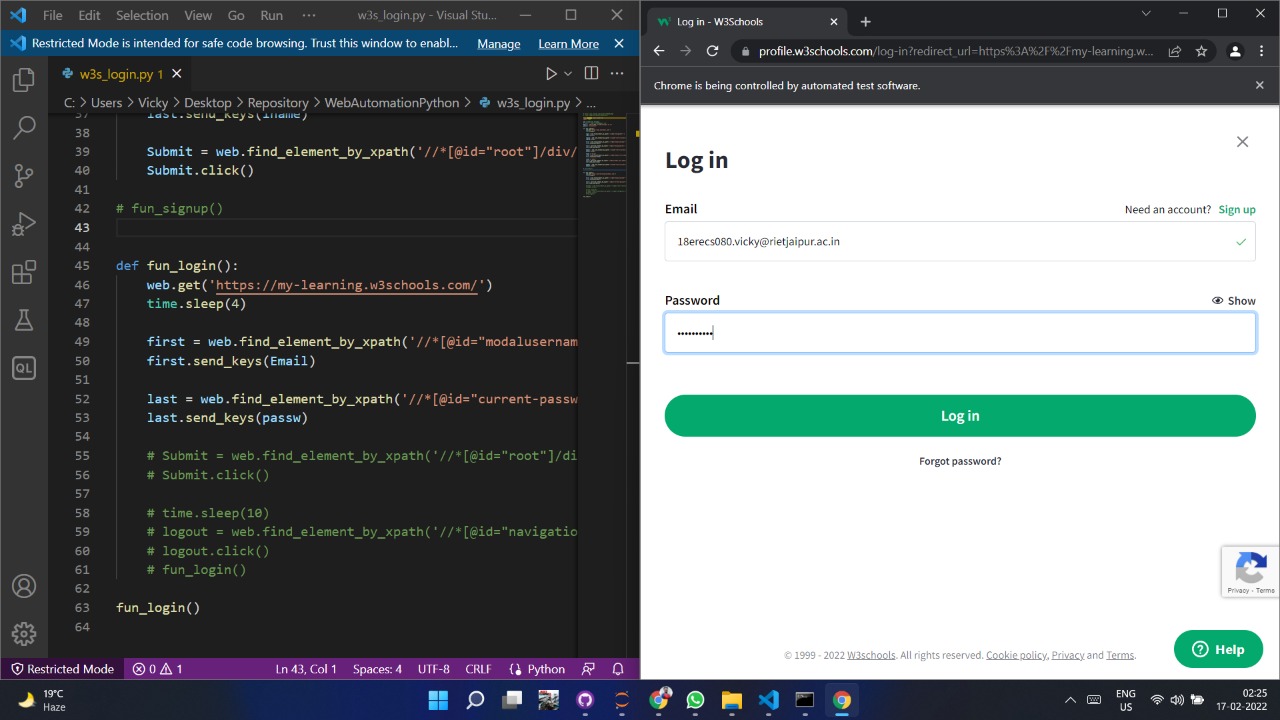 File Edit Selection View Go Run ··· w3s_login.py - Visual Stu...
Restricted Mode is intended for safe code browsing. Trust this window to enabl... Manage Learn More
w3s_login.py 1
C: > Users > Vicky > Desktop > Repository > WebAutomationPython > w3s_login.py > ...
37 last.send_keys(lname)
38
39 Submit = web.find_element_by_xpath('//*[@id="root"]/div/
40 Submit.click()
41
42 # fun_signup()
43
44
45 def fun_login():
46 web.get('https://my-learning.w3schools.com/')
47 time.sleep(4)
48
49 first = web.find_element_by_xpath('//*[@id="modalusernam
50 first.send_keys(Email)
51
52 last = web.find_element_by_xpath('//*[@id="current-passw
53 last.send_keys(passw)
54
55 # Submit = web.find_element_by_xpath('//*[@id="root"]/di
56 # Submit.click()
57
58 # time.sleep(10)
59 # logout = web.find_element_by_xpath('//*[@id="navigatio
60 # logout.click()
61 # fun_login()
62
63 fun_login()
64
QL
Restricted Mode 0 1 Ln 43, Col 1 Spaces: 4 UTF-8 CRLF Python
Log in - W3Schools
profile.w3schools.com/log-in?redirect_url=https%3A%2F%2Fmy-learning.w...
Chrome is being controlled by automated test software.
Log in
Email Need an account? Sign up
18erecs080.vicky@rietjaipur.ac.in
Password Show
••••••••••
Log in
Forgot password?
Privacy - Terms
Help
© 1999 - 2022 W3schools. All rights reserved. Cookie policy, Privacy and Terms.
19°C
Haze
ENG
US
02:25
17-02-2022